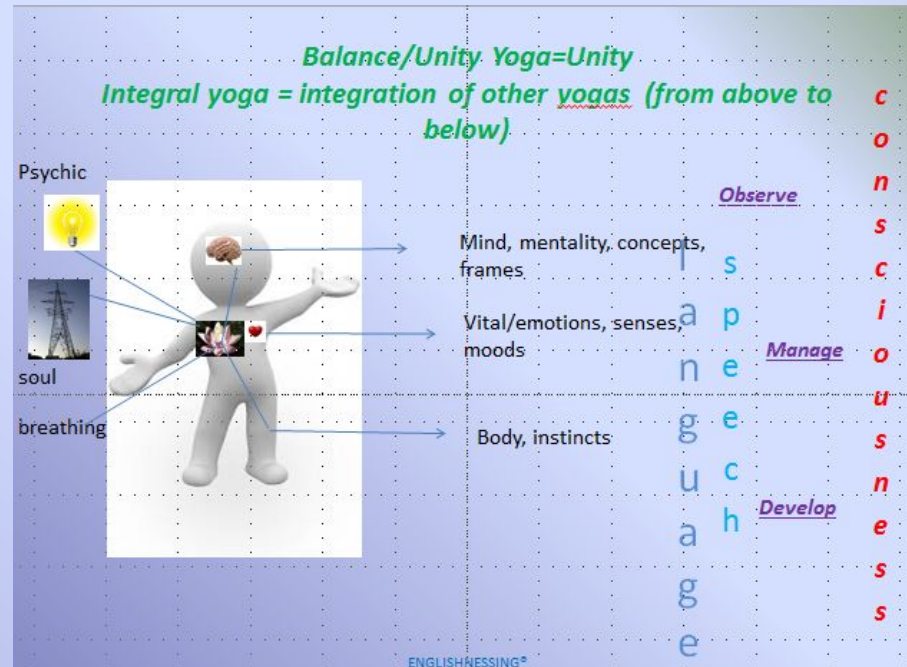 Balance/Unity Yoga=Unity
Integral yoga = integration of other yogas (from above to
below)
Psychic
soul
breathing
Mind, mentality, concepts,
frames
Vital/emotions, senses,
moods
Body, instincts
language
speech
Observe
Manage
Develop
consciousness
ENGLISHNESSING®